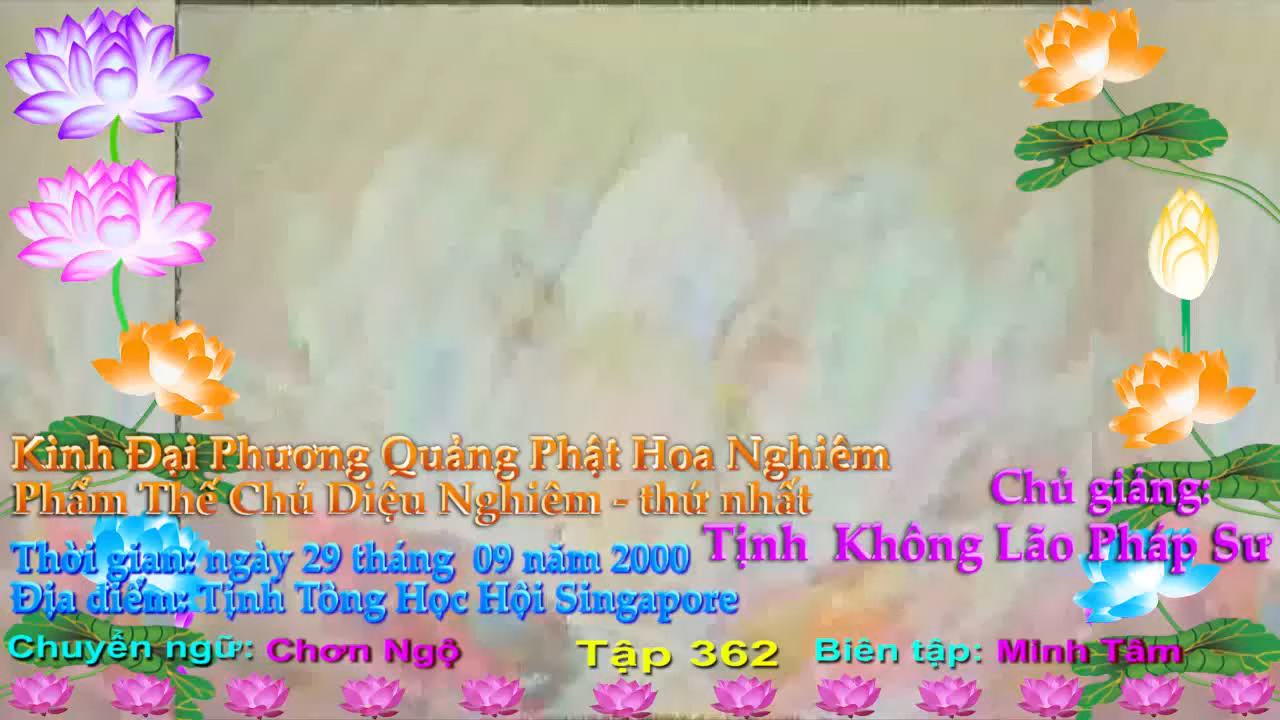 Kinh Đại Phương Quảng Phật Hoa Nghiêm
Phẩm Thế Chủ Diệu Nghiêm - thứ nhất
Chủ giảng:
Tịnh Không Lão Pháp Sư
Thời gian: ngày 29 tháng 09 năm 2000
Địa điểm: Tịnh Tông Học Hội Singapore
Chuyển ngữ: Chơn Ngộ
Tập 362
Biên tập: Minh Tâm